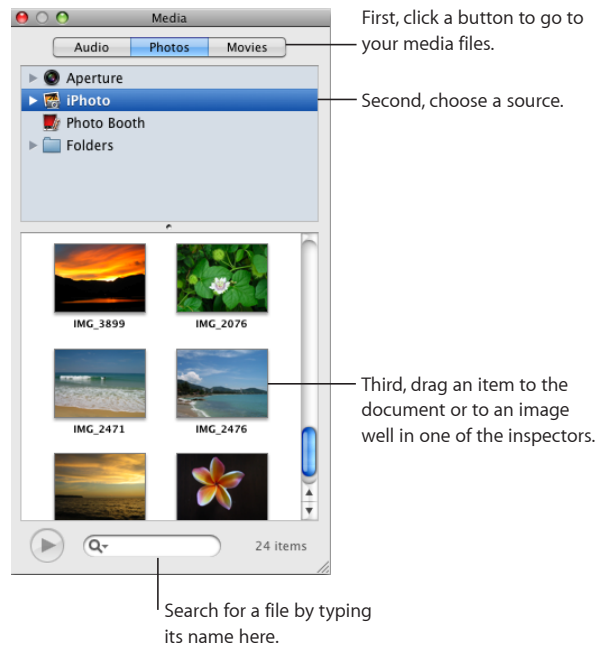 Media
First, click a button to go to
your media files.
Audio Photos Movies
Aperture
iPhoto
Second, choose a source.
Photo Booth
Folders
IMG_3899 IMG_2076
IMG_2471 IMG_2476
Third, drag an item to the
document or to an image
well in one of the inspectors.
24 items
Search for a file by typing
its name here.